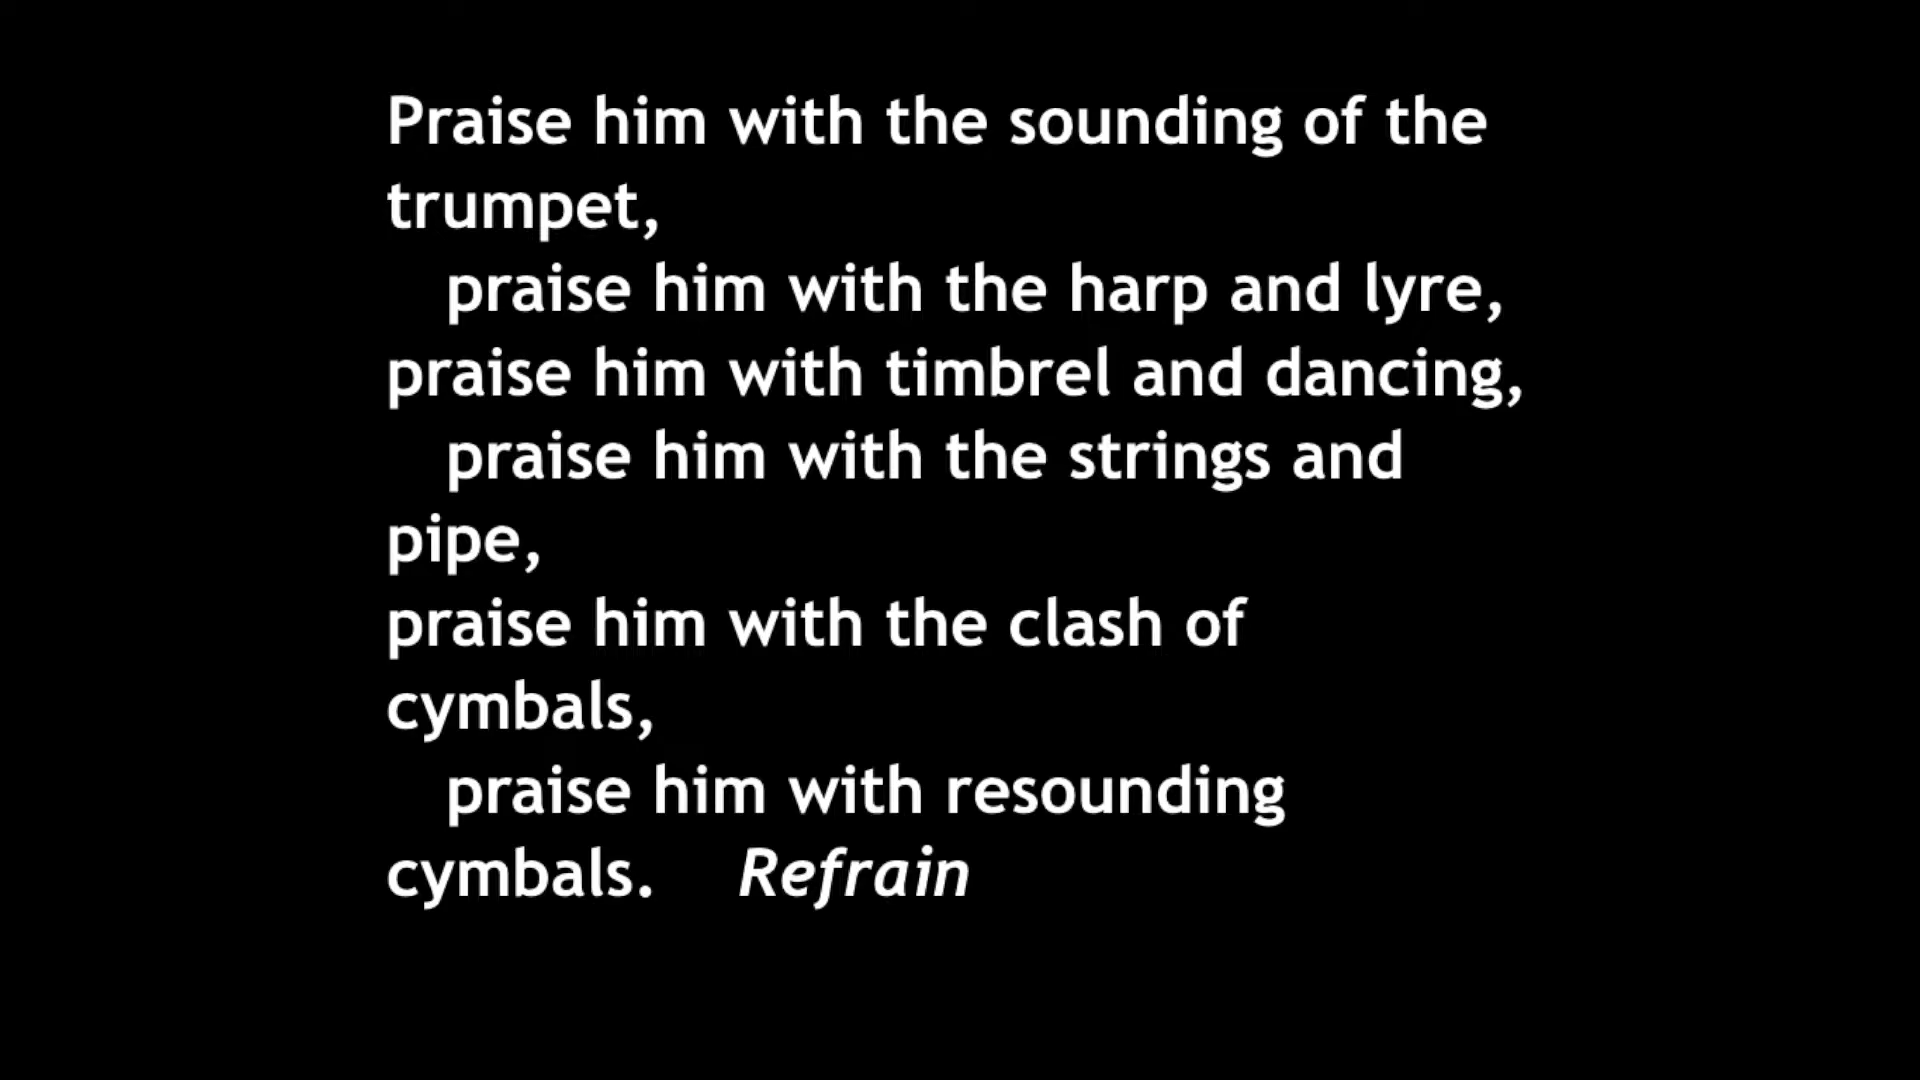 Praise him with the sounding of the
trumpet,
praise him with the harp and lyre,
praise him with timbrel and dancing,
praise him with the strings and
pipe,
praise him with the clash of
cymbals,
praise him with resounding
cymbals. Refrain